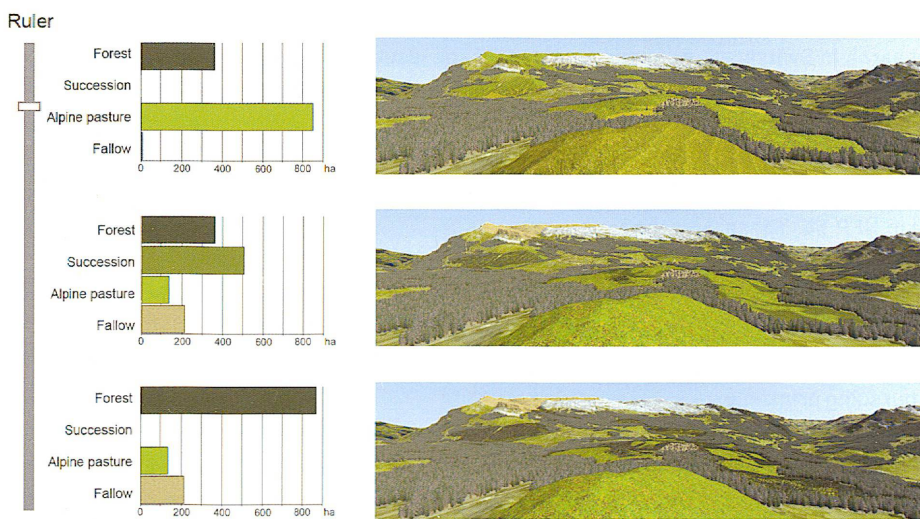 Ruler
Forest
Succession
Alpine pasture
Fallow
0 200 400 600 800 ha
Forest
Succession
Alpine pasture
Fallow
0 200 400 600 800 ha
Forest
Succession
Alpine pasture
Fallow
0 200 400 600 800 ha